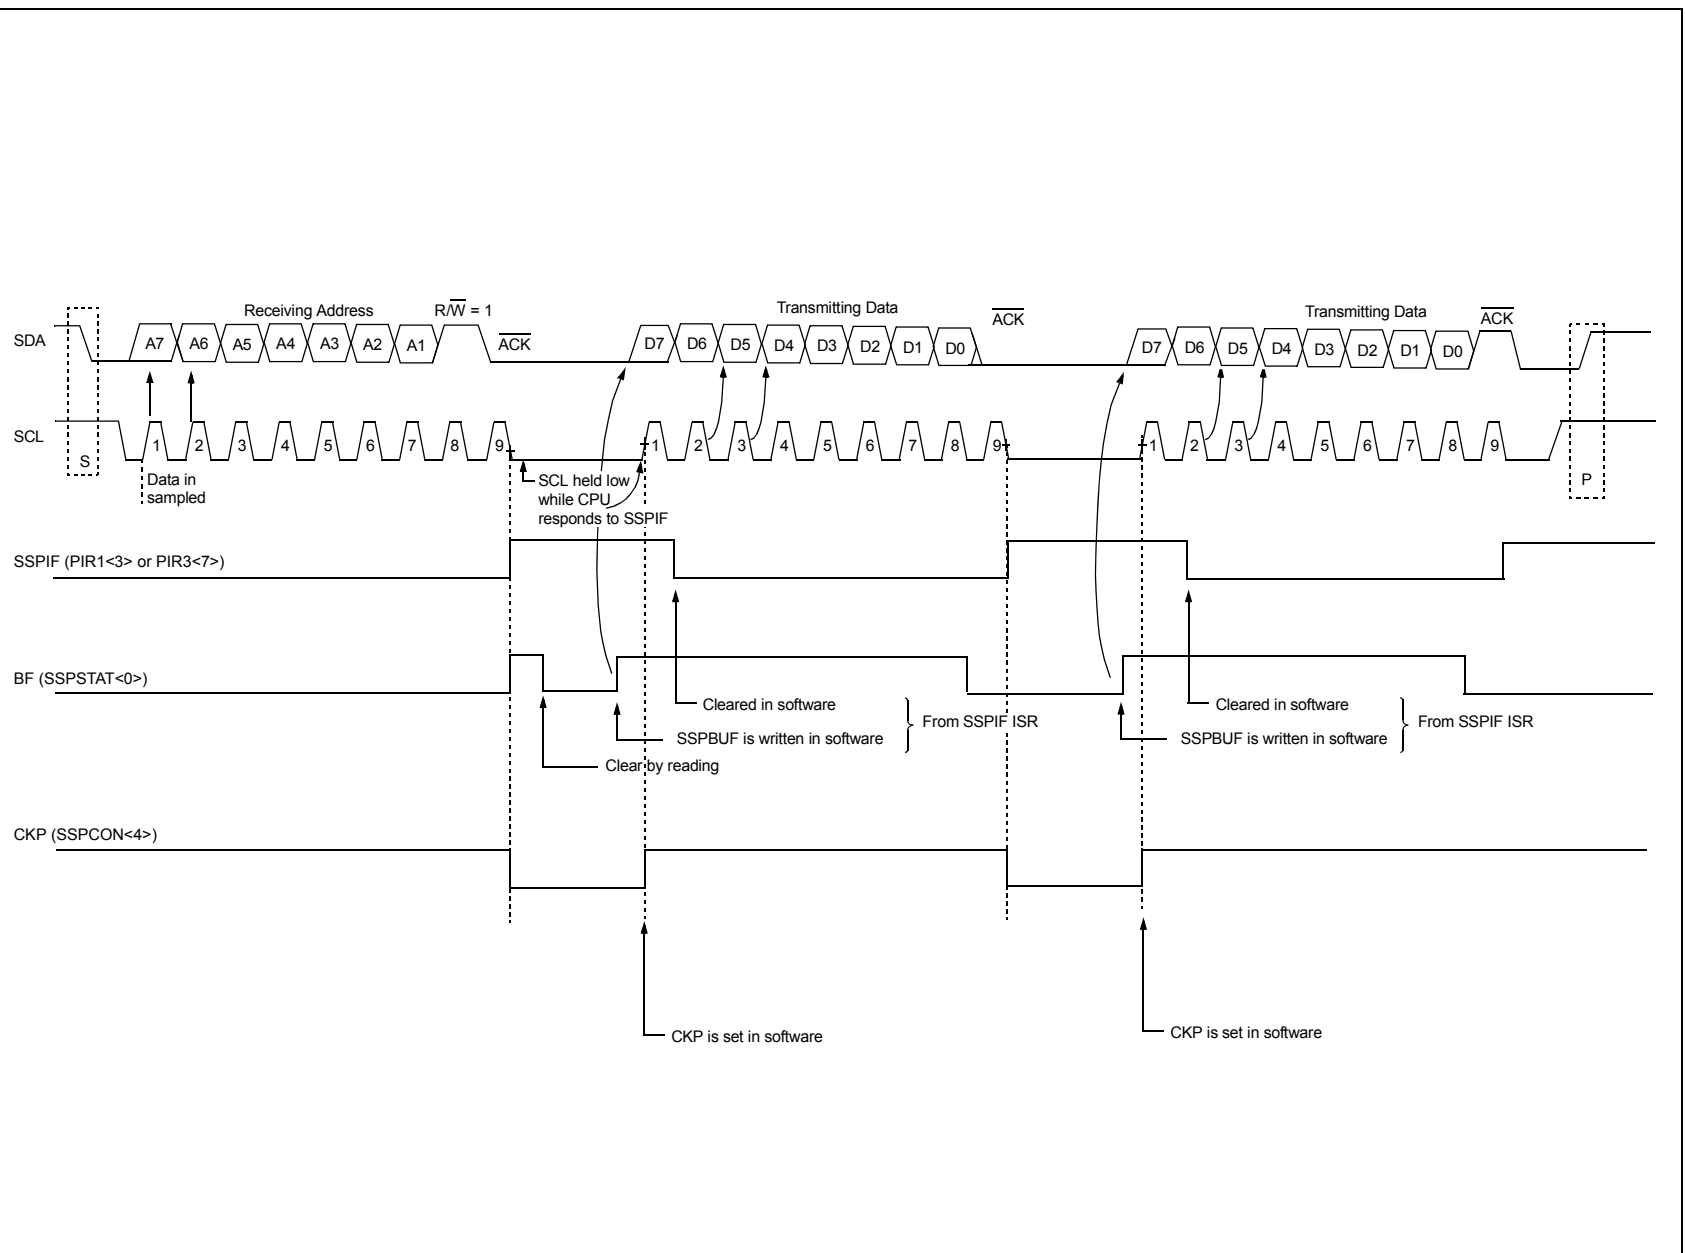 Receiving Address R/W = 1 Transmitting Data Transmitting Data
SDA A7 A6 A5 A4 A3 A2 A1 ACK D7 D6 D5 D4 D3 D2 D1 D0 ACK D7 D6 D5 D4 D3 D2 D1 D0 ACK
SCL 1 2 3 4 5 6 7 8 9 1 2 3 4 5 6 7 8 9 1 2 3 4 5 6 7 8 9
S
P
Data in
sampled
SCL held low
while CPU
responds to SSPIF
SSPIF (PIR1<3> or PIR3<7>)
BF (SSPSTAT<0>)
Cleared in software
From SSPIF ISR
SSPBUF is written in software
Clear by reading
Cleared in software
From SSPIF ISR
SSPBUF is written in software
CKP (SSPCON<4>)
CKP is set in software
CKP is set in software